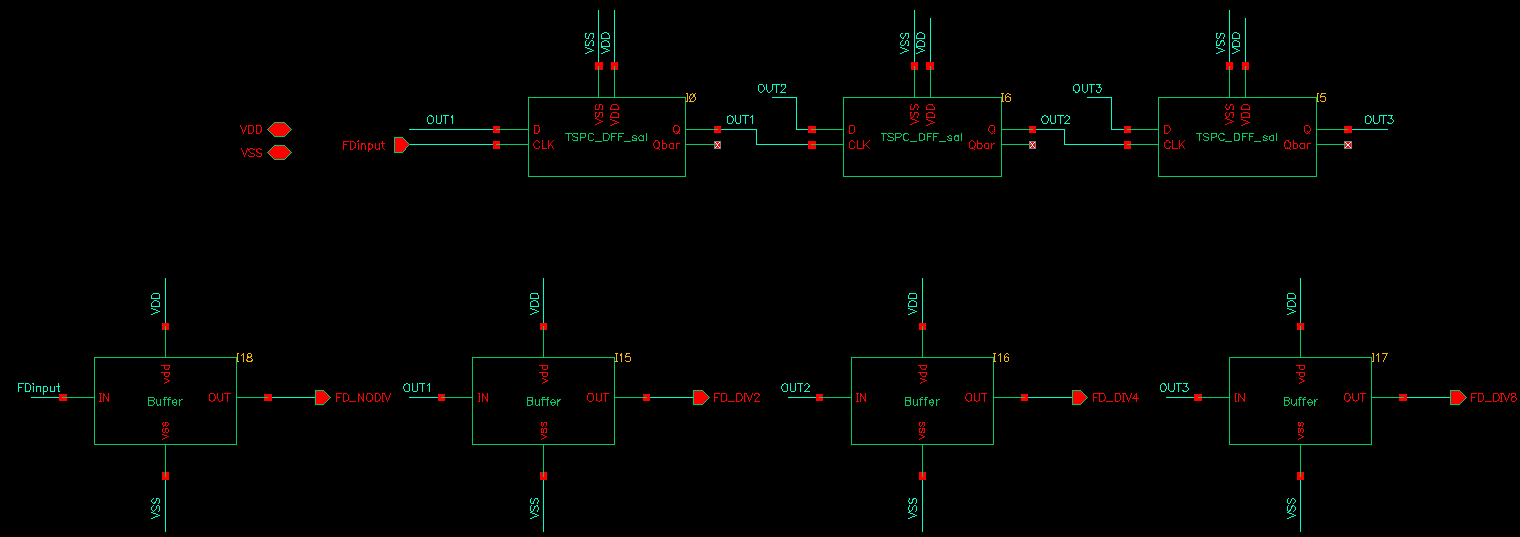 VSS
VDD
VSS
VDD
VSS
VDD
OUT2
OUT3
I0
I6
I5
VSS
VDD
VSS
VDD
VSS
VDD
VDD
OUT1
D
TSPC_DFF_sal
Q
OUT1
D
TSPC_DFF_sal
Q
OUT2
D
TSPC_DFF_sal
Q
OUT3
VSS
FDinput
CLK
Qbar
CLK
Qbar
CLK
Qbar
VDD
VDD
VDD
VDD
I18
I15
I16
I17
FDinput
vdd
OUT1
vdd
OUT2
vdd
OUT3
vdd
IN
Buffer
OUT
FD_NODIV
IN
Buffer
OUT
FD_DIV2
IN
Buffer
OUT
FD_DIV4
IN
Buffer
OUT
FD_DIV8
vss
vss
vss
vss
VSS
VSS
VSS
VSS